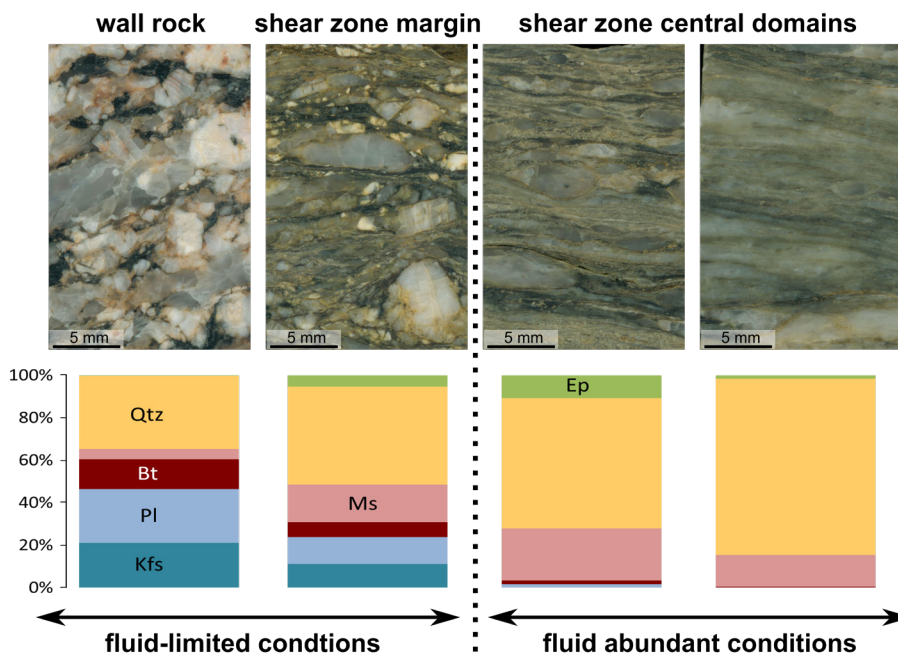 wall rock
shear zone margin
shear zone central domains
5 mm
5 mm
5 mm
5 mm
100%
80%
60%
40%
20%
0%
Qtz
Bt
Pl
Kfs
Ms
Ep
fluid-limited condtions
fluid abundant conditions